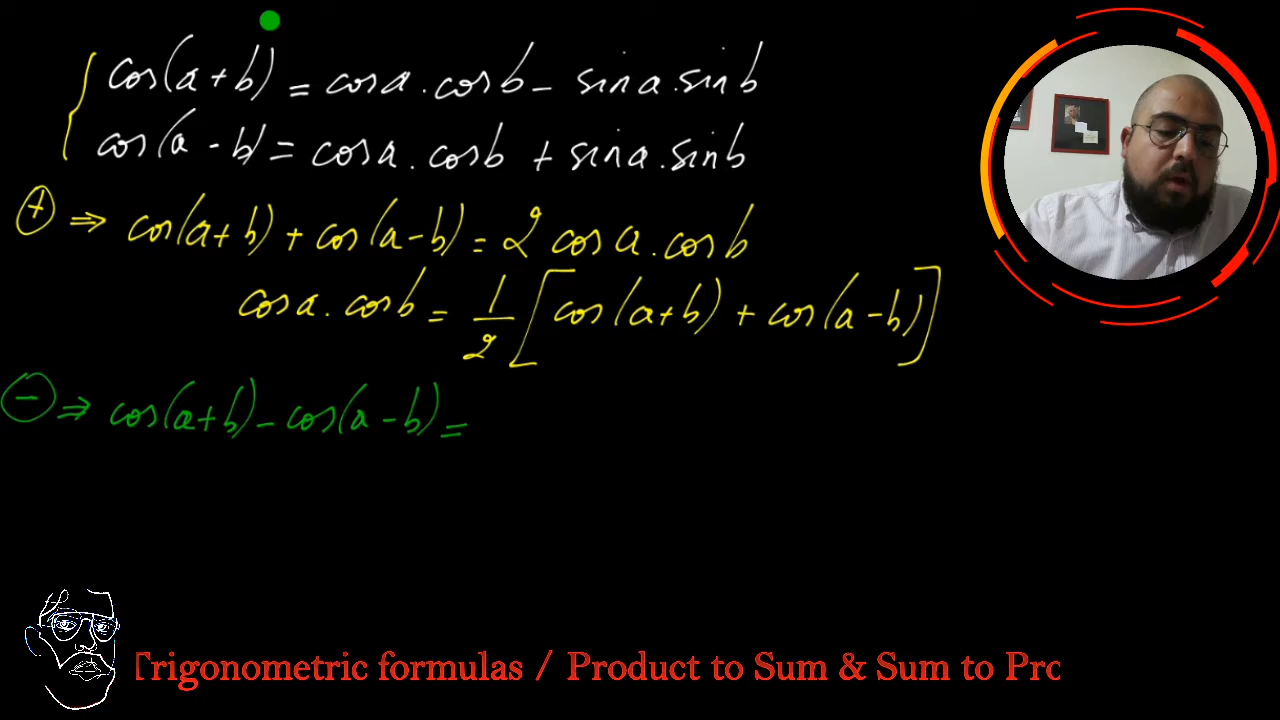 cos(a+b) = cosa.cosb - sina.sinb
cos(a-b) = cosa.cosb + sina.sinb
+ ⇒ cos(a+b) + cos(a-b) = 2 cosa.cosb
cosa.cosb = 1/2 [cos(a+b) + cos(a-b)]
- ⇒ cos(a+b) - cos(a-b) =
Trigonometric formulas / Product to Sum & Sum to Pro